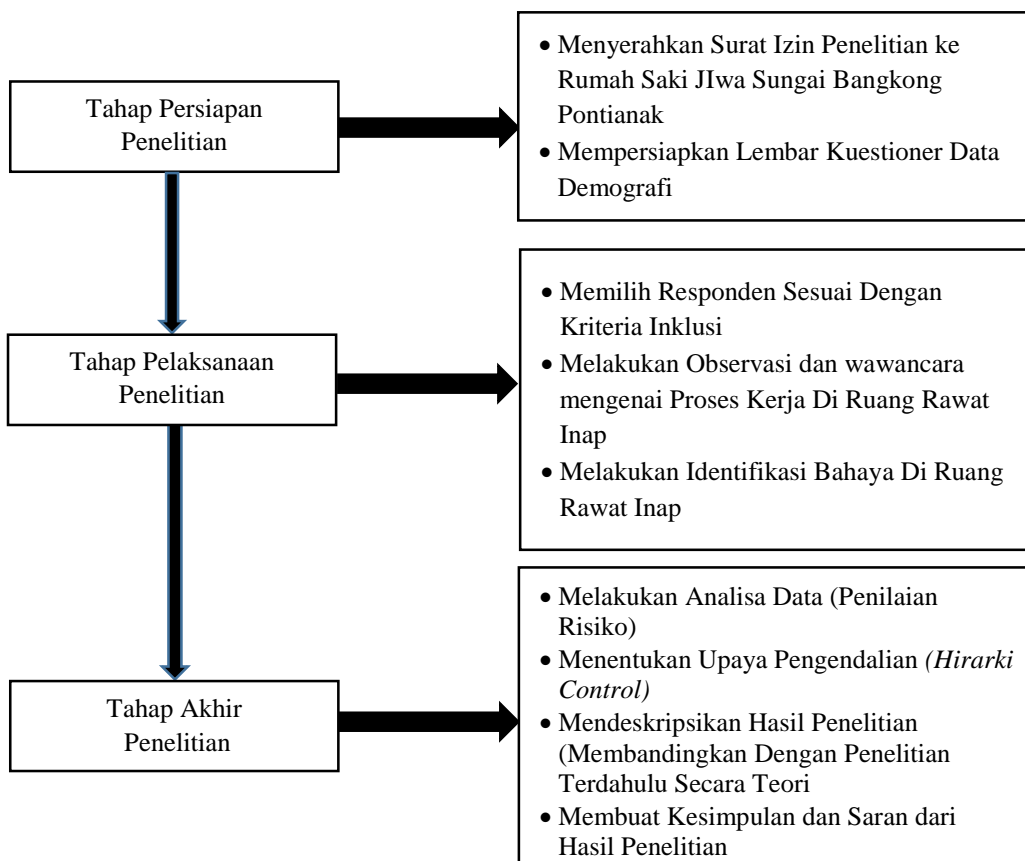 Tahap Persiapan
Penelitian
• Menyerahkan Surat Izin Penelitian ke
Rumah Saki JIwa Sungai Bangkong
Pontianak
• Mempersiapkan Lembar Kuestioner Data
Demografi
Tahap Pelaksanaan
Penelitian
• Memilih Responden Sesuai Dengan
Kriteria Inklusi
• Melakukan Observasi dan wawancara
mengenai Proses Kerja Di Ruang Rawat
Inap
• Melakukan Identifikasi Bahaya Di Ruang
Rawat Inap
Tahap Akhir
Penelitian
• Melakukan Analisa Data (Penilaian
Risiko)
• Menentukan Upaya Pengendalian (Hirarki
Control)
• Mendeskripsikan Hasil Penelitian
(Membandingkan Dengan Penelitian
Terdahulu Secara Teori
• Membuat Kesimpulan dan Saran dari
Hasil Penelitian